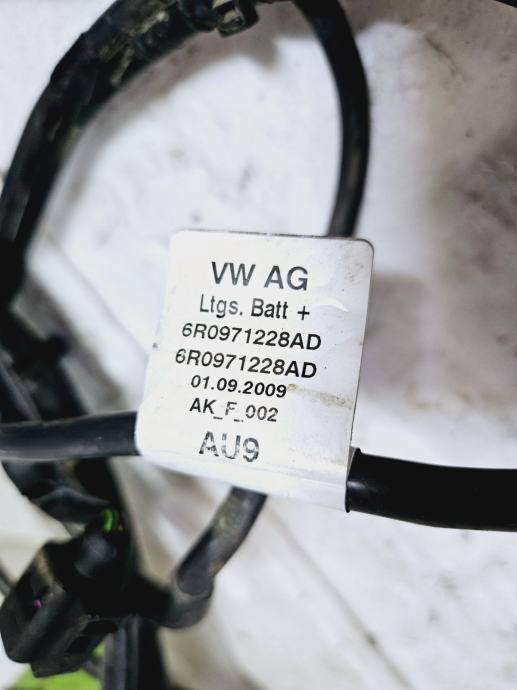 VW AG
Ltgs. Batt +
6R0971228AD
6R0971228AD
01.09.2009
AK_F_002
AU9